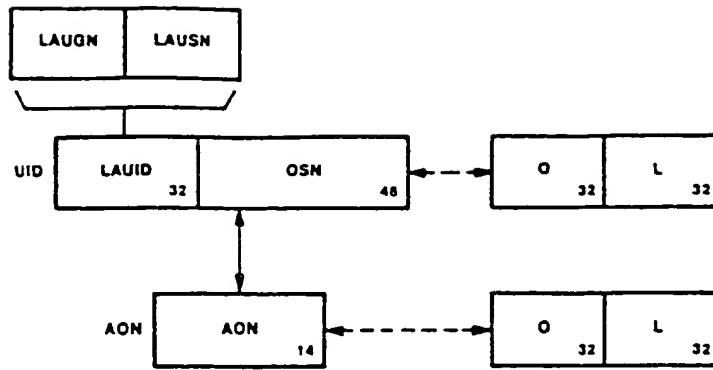 LAUGN LAUSN
UID LAUID 32 OSN 48 O 32 L 32
AON AON 14 O 32 L 32